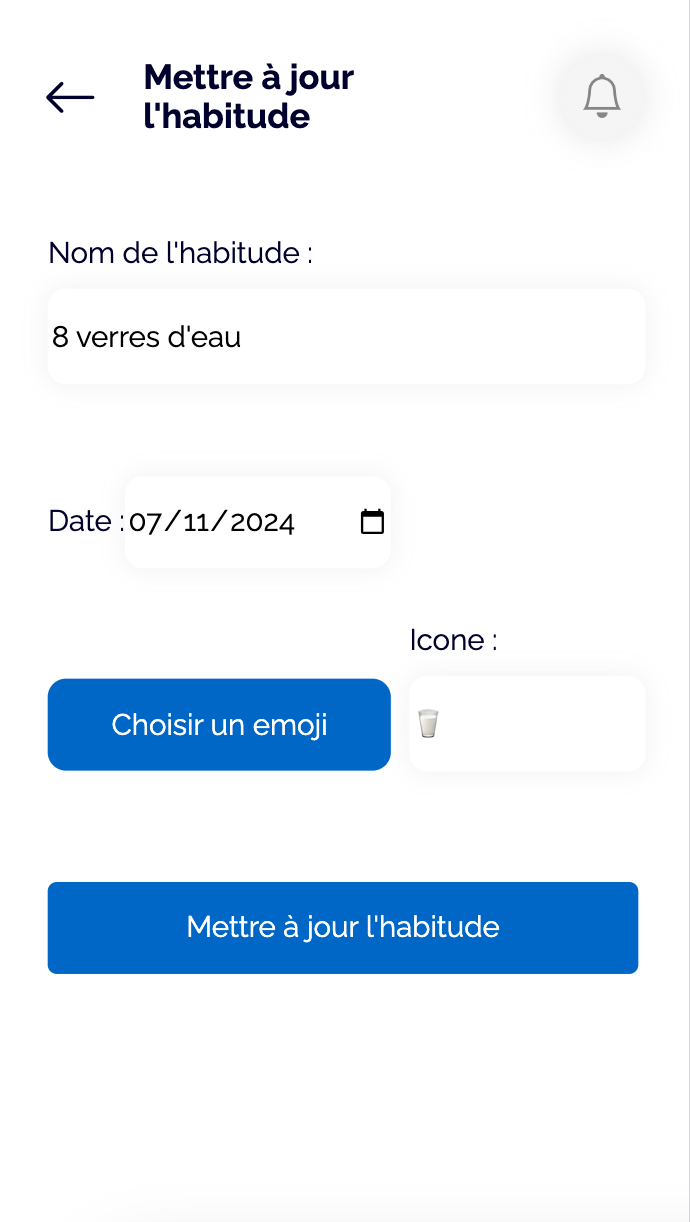 Mettre à jour
l'habitude
Nom de l'habitude :
8 verres d'eau
Date : 07/11/2024
Icone :
Choisir un emoji
🥛
Mettre à jour l'habitude